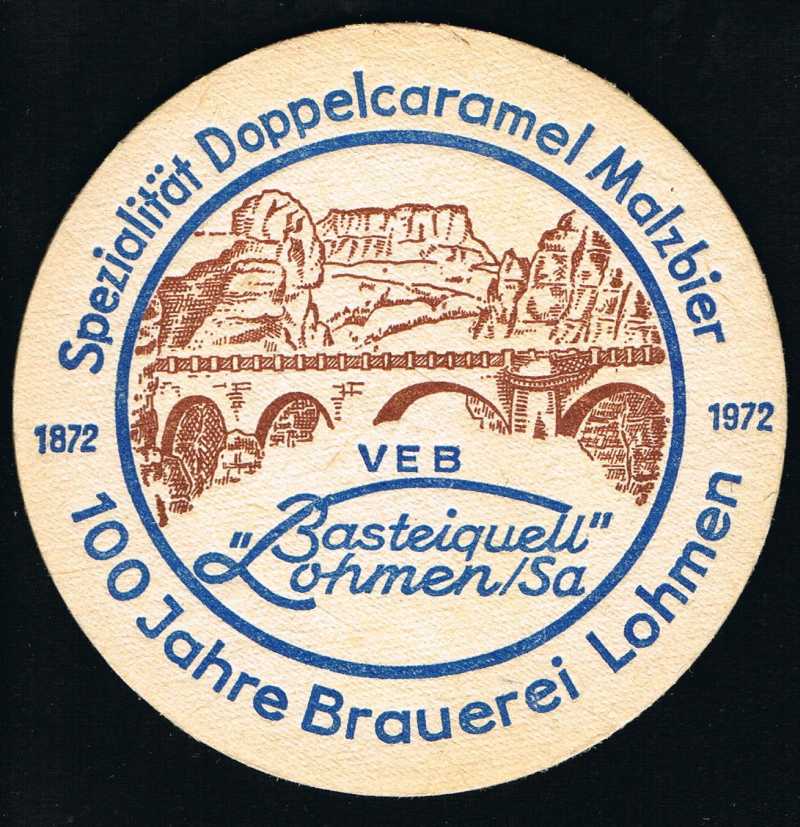 Spezialität Doppelcaramel Malzbier
1872
1972
VEB
"Basteiquell"
Lohmen/Sa
100 Jahre Brauerei Lohmen